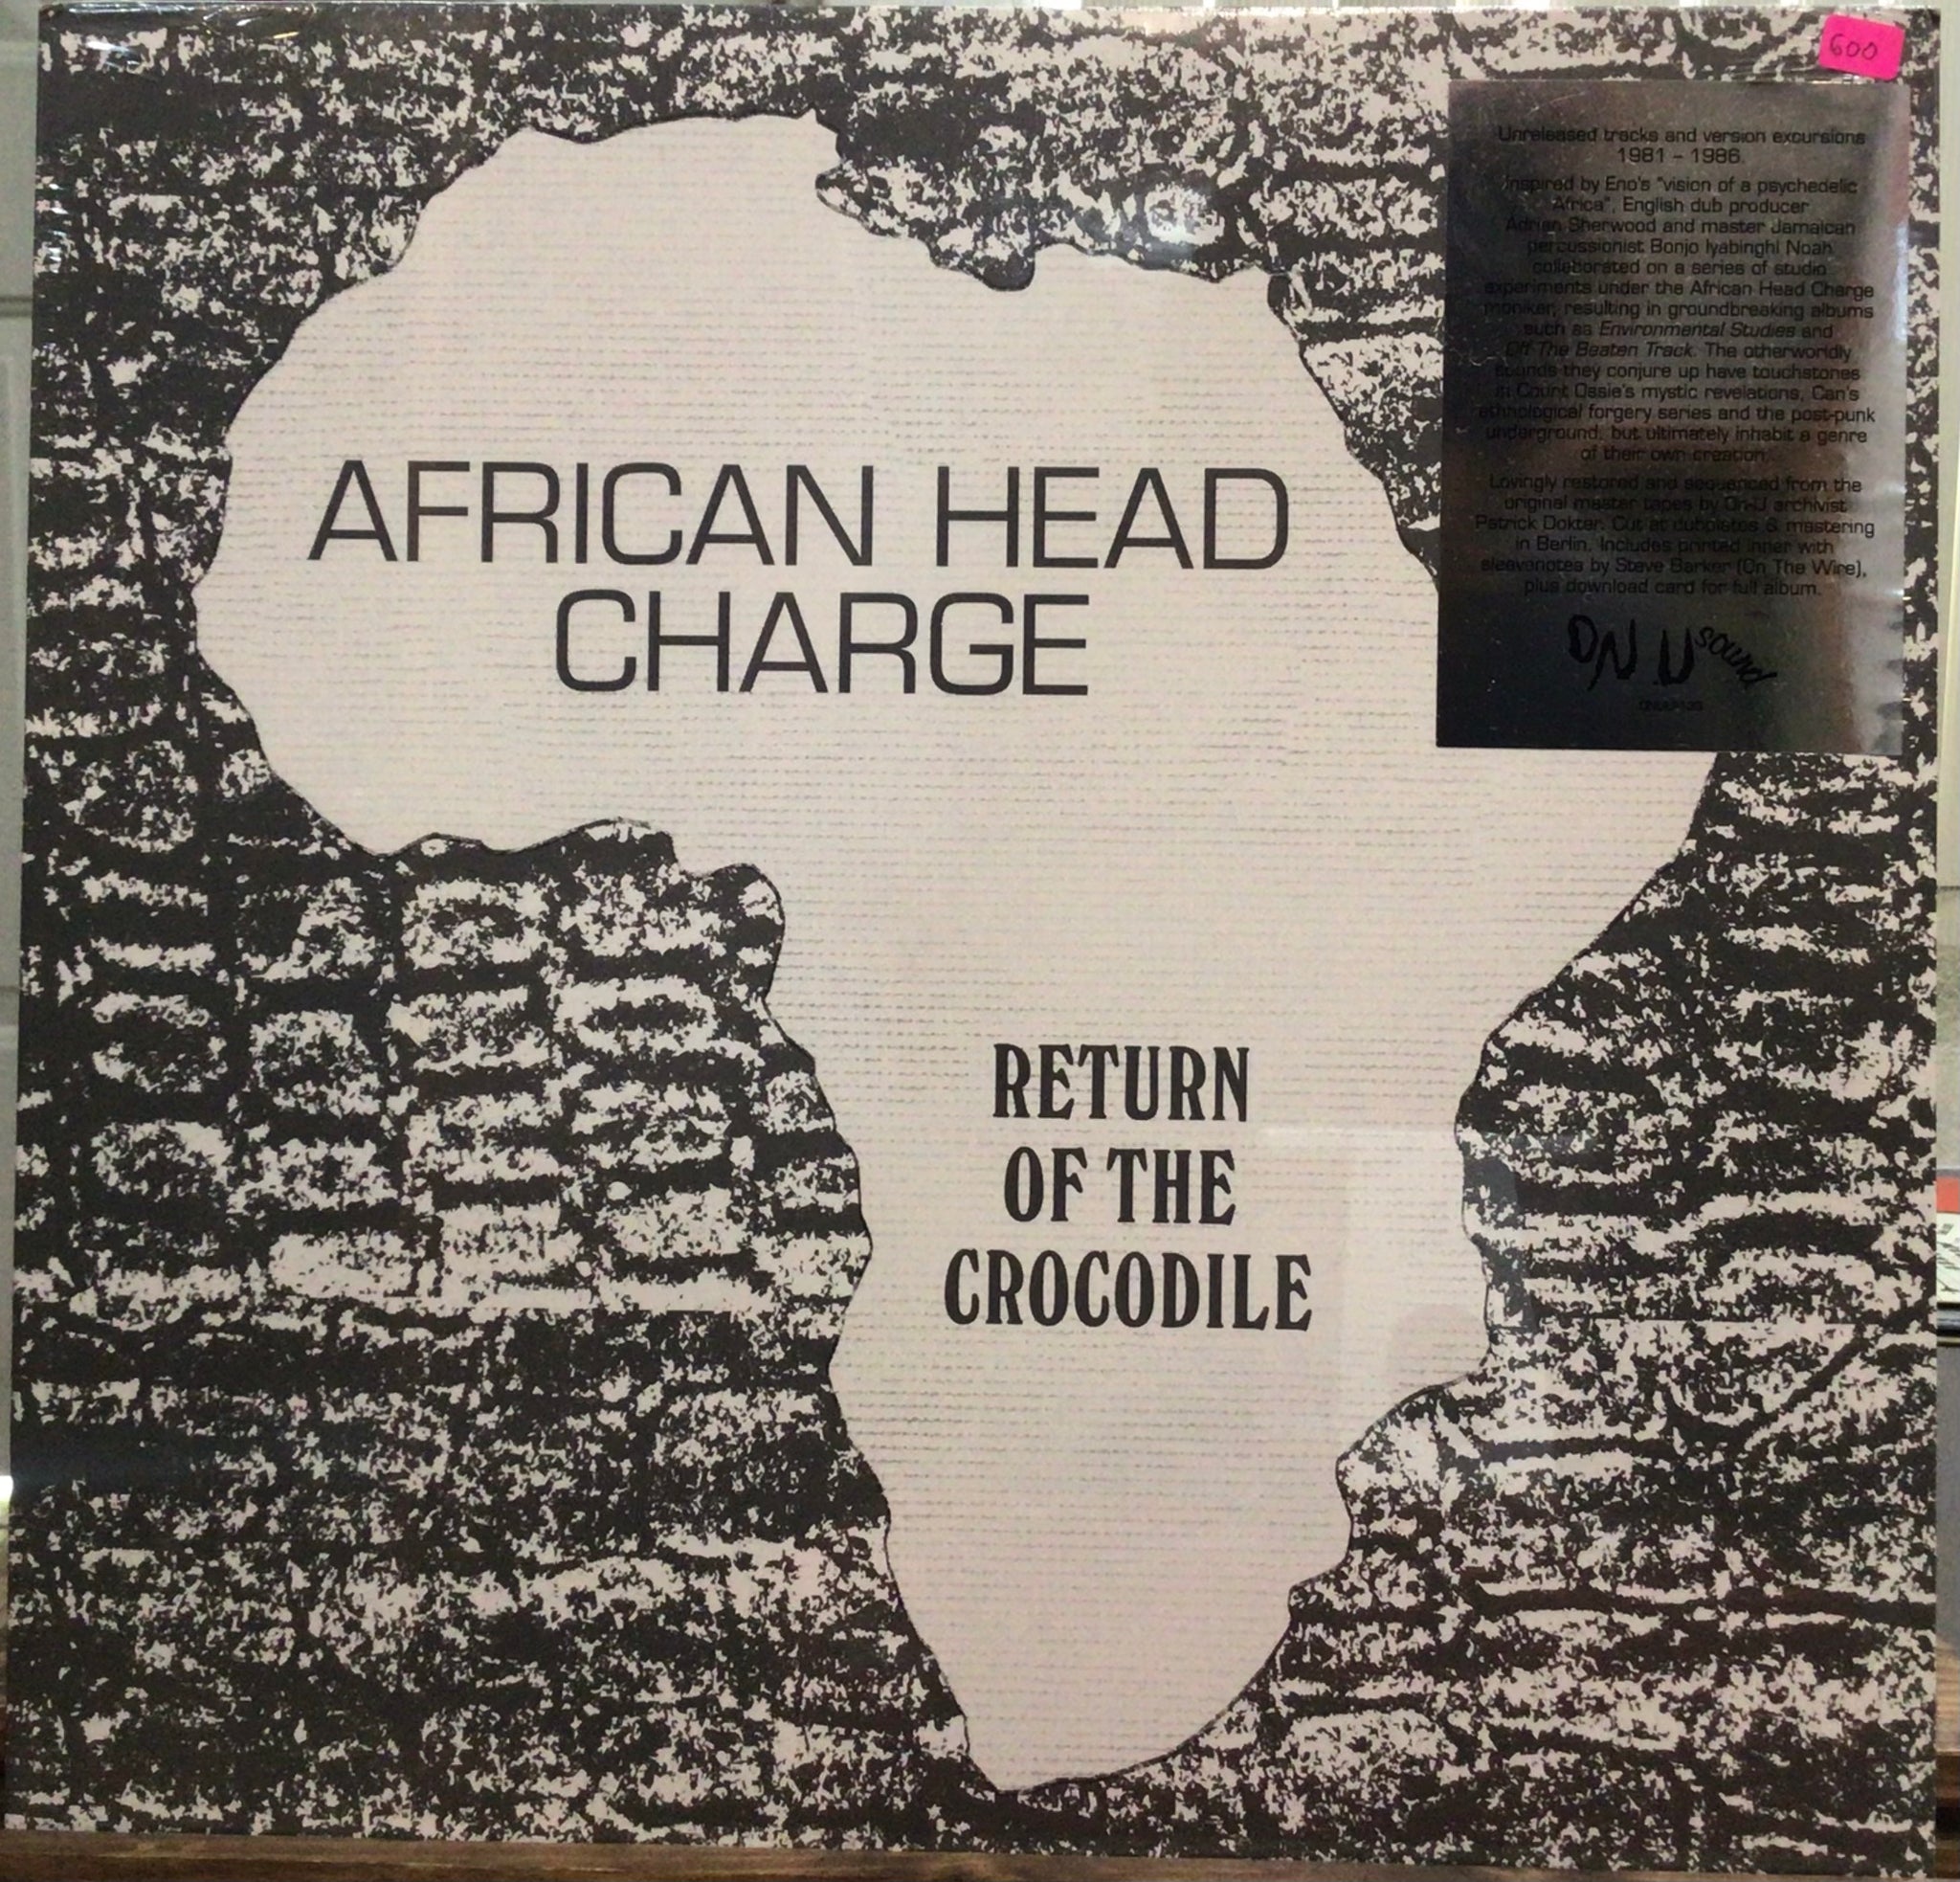 600
AFRICAN HEAD
CHARGE
RETURN
OF THE
CROCODILE
Unreleased tracks and version excursions
1981 – 1986.
Inspired by Eno's "vision of a psychedelic
Africa", English dub producer
Adrian Sherwood and master Jamaican
percussionist Bonjo Iyabinghi Noah
collaborated on a series of studio
experiments under the African Head Charge
moniker, resulting in groundbreaking albums
such as Environmental Studies and
Off The Beaten Track. The otherworldly
sounds they conjure up have touchstones
in Count Ossie's mystic revelations, Can's
ethnological forgery series and the post-punk
underground, but ultimately inhabit a genre
of their own creation.
Lovingly restored and sequenced from the
original master tapes by On-U archivist
Patrick Dokter. Cut at dubplates & mastering
in Berlin. Includes printed inner with
sleevenotes by Steve Barker (On The Wire),
plus download card for full album.
ON U sound